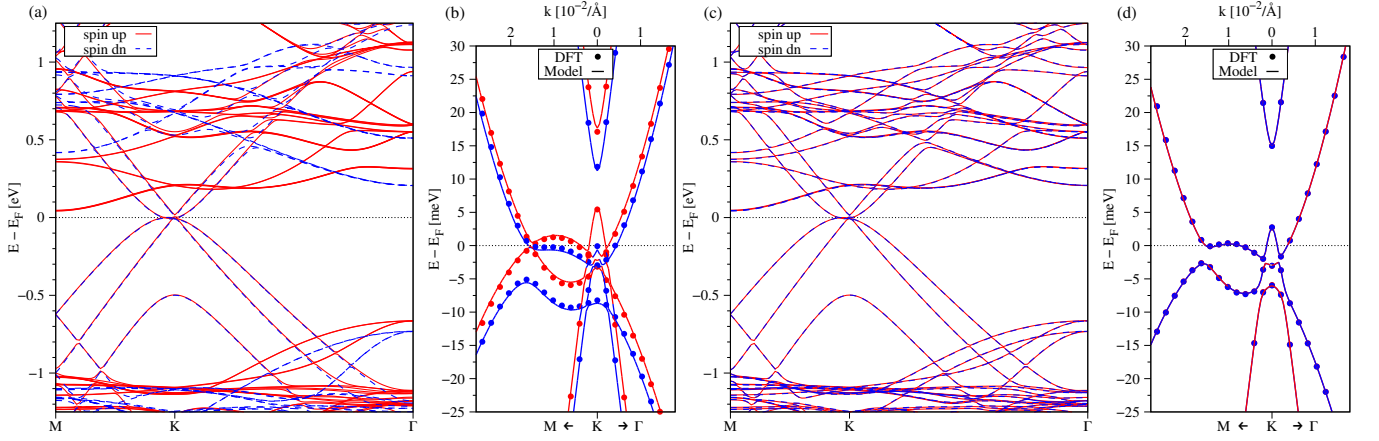 (a)
spin up
spin dn
1
0.5
0
−0.5
−1
E − E_F [eV]
M K Γ
(b)
k [10⁻²/Å]
2 1 0 1
DFT
Model
30
25
20
15
10
5
0
−5
−10
−15
−20
−25
E − E_F [meV]
M ← K → Γ
(c)
spin up
spin dn
1
0.5
0
−0.5
−1
E − E_F [eV]
M K Γ
(d)
k [10⁻²/Å]
2 1 0 1
DFT
Model
30
25
20
15
10
5
0
−5
−10
−15
−20
−25
E − E_F [meV]
M ← K → Γ